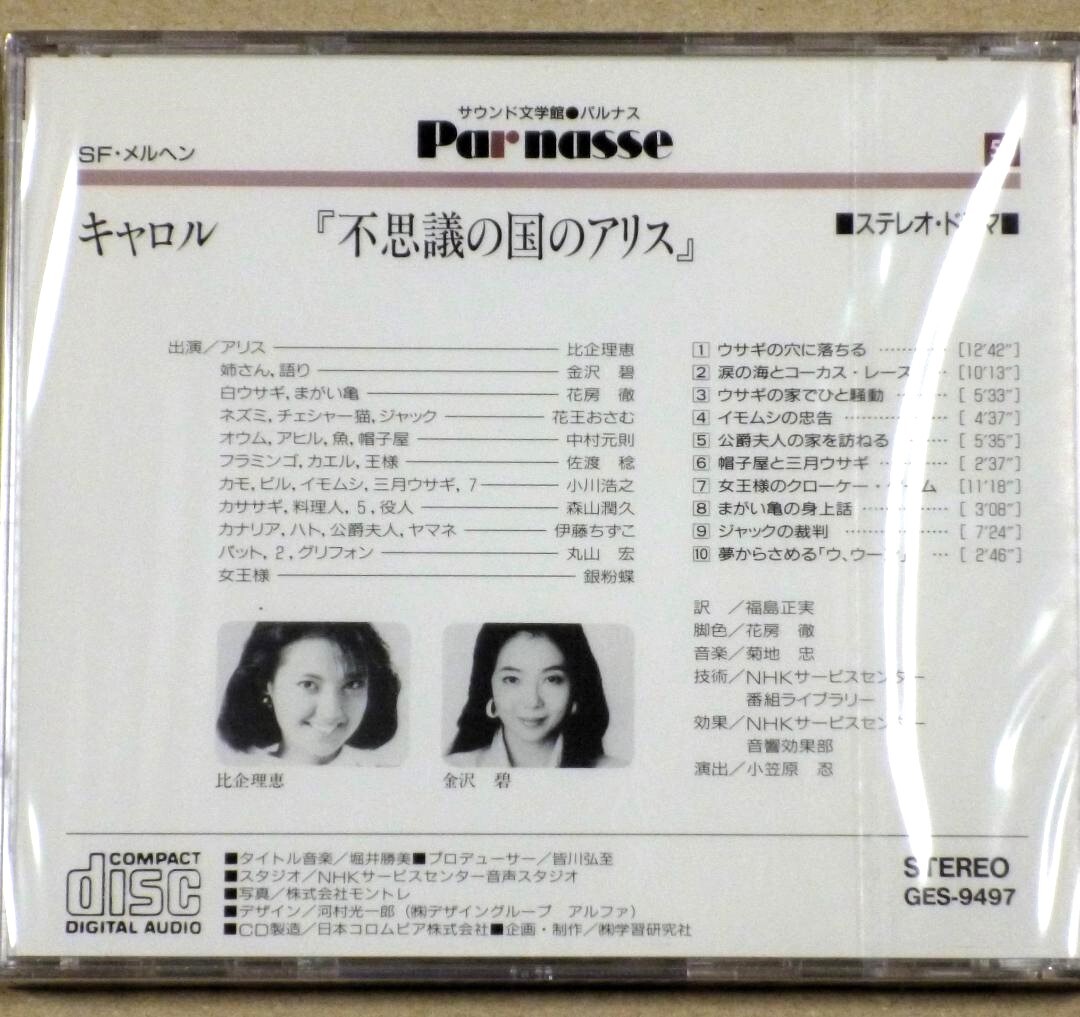 サウンド文学館●パルナス
Parnasse
SF・メルヘン
キャロル 『不思議の国のアリス』 ■ステレオ・ドラマ■
出演／アリス 比企理恵
姉さん，語り 金沢 碧
白ウサギ，まがい亀 花房 徹
ネズミ，チェシャー猫，ジャック 花王おさむ
オウム，アヒル，魚，帽子屋 中村元則
フラミンゴ，カエル，王様 佐渡 稔
カモ，ビル，イモムシ，三月ウサギ，7 小川浩之
カササギ，料理人，5，役人 森山潤久
カナリア，ハト，公爵夫人，ヤマネ 伊藤ちずこ
パット，2，グリフォン 丸山 宏
女王様 銀粉蝶
1 ウサギの穴に落ちる ［12′42″］
2 涙の海とコーカス・レース ［10′13″］
3 ウサギの家でひと騒動 ［5′33″］
4 イモムシの忠告 ［4′37″］
5 公爵夫人の家を訪ねる ［5′35″］
6 帽子屋と三月ウサギ ［2′37″］
7 女王様のクローケー・ゲーム ［11′18″］
8 まがい亀の身上話 ［3′08″］
9 ジャックの裁判 ［7′24″］
10 夢からさめる「ウ、ウーン」 ［2′46″］
訳 ／福島正実
脚色／花房 徹
音楽／菊地 忠
技術／NHKサービスセンター
番組ライブラリー
効果／NHKサービスセンター
音響効果部
演出／小笠原 忍
比企理恵
金沢 碧
COMPACT
disc
DIGITAL AUDIO
■タイトル音楽／堀井勝美■プロデューサー／皆川弘至
■スタジオ／NHKサービスセンター音声スタジオ
■写真／株式会社モントレ
■デザイン／河村光一郎（㈱デザイングループ アルファ）
■CD製造／日本コロムビア株式会社■企画・制作／㈱学習研究社
STEREO
GES-9497